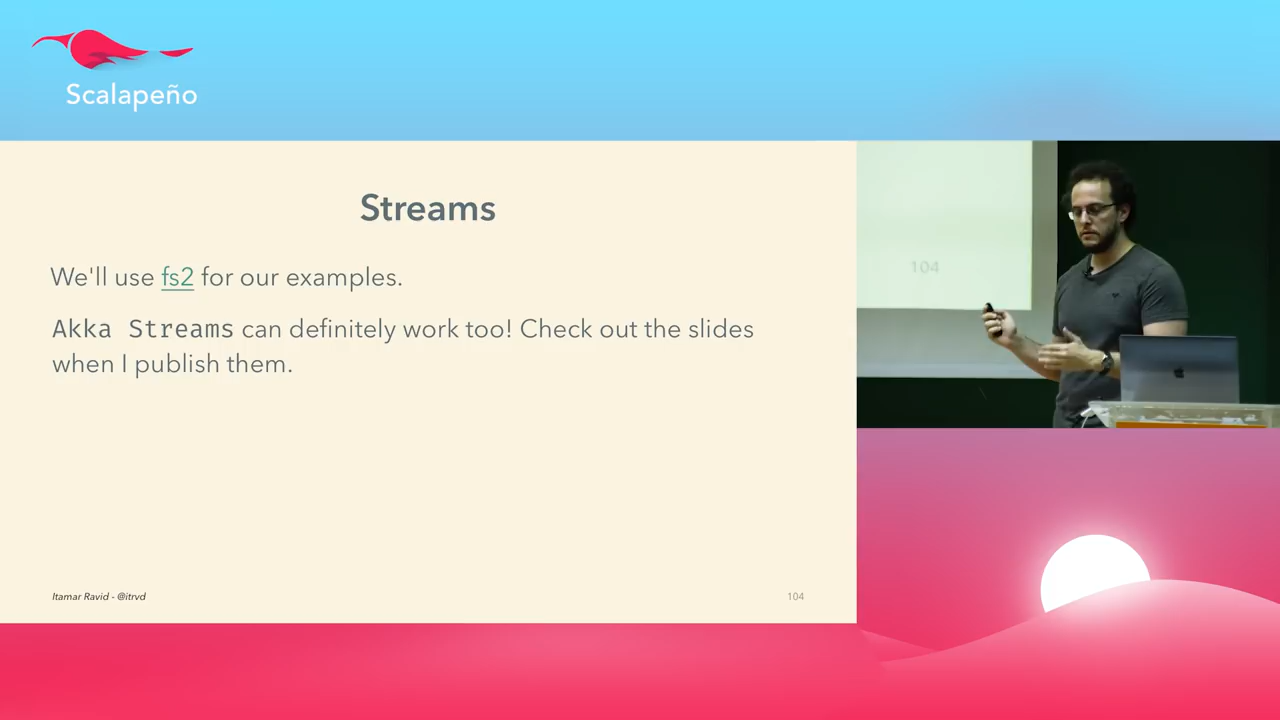 Scalapeño
Streams
We'll use fs2 for our examples.
Akka Streams can definitely work too! Check out the slides
when I publish them.
Itamar Ravid - @itrvd
104
104